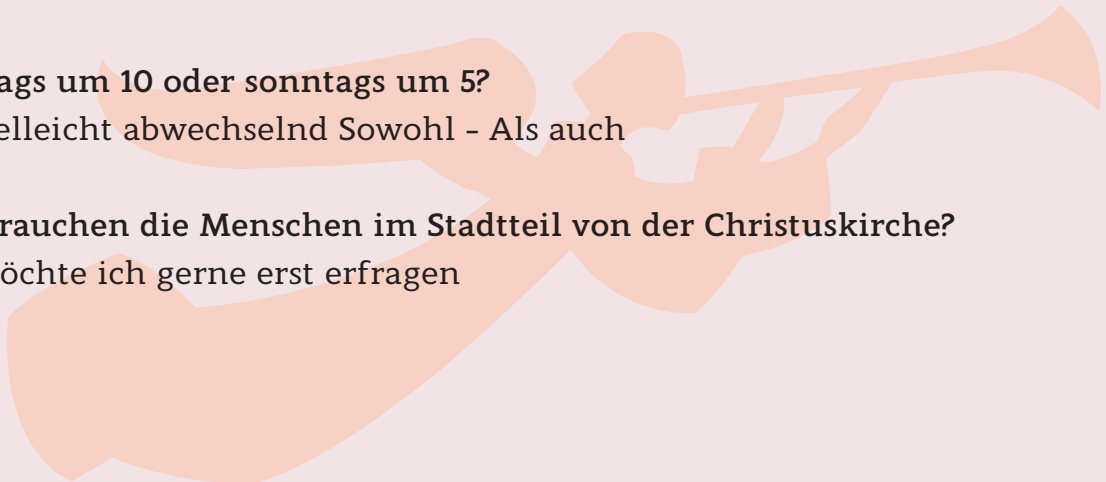 ags um 10 oder sonntags um 5?
elleicht abwechselnd Sowohl - Als auch
rauchen die Menschen im Stadtteil von der Christuskirche?
öchte ich gerne erst erfragen